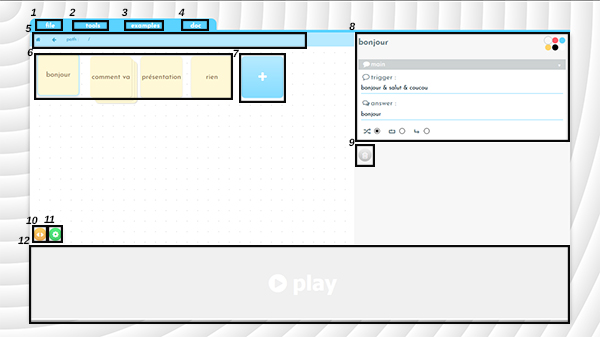 1 2 3 4
file tools examples doc
5 path /
6 7
bonjour comment va présentation rien +
8
bonjour
main
trigger :
bonjour & salut & coucou
answer :
bonjour
9
10 11
12
play